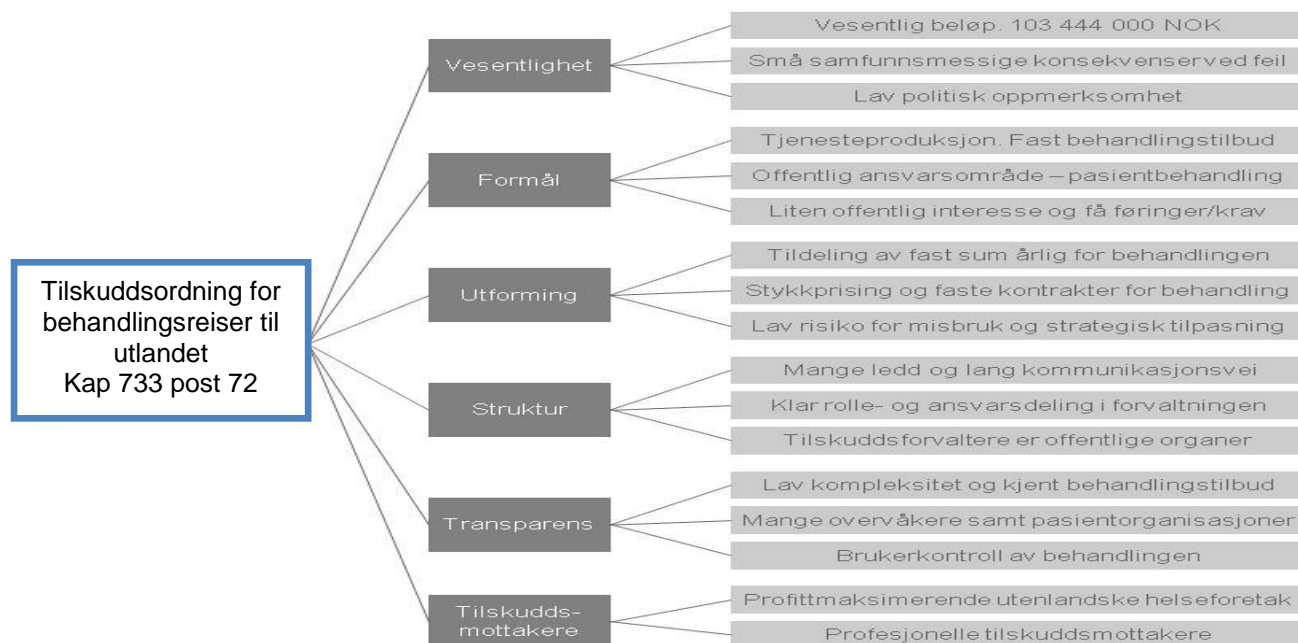 Tilskuddsordning for
behandlingsreiser til
utlandet
Kap 733 post 72
Vesentlighet
Vesentlig beløp. 103 444 000 NOK
Små samfunnsmessige konsekvenser ved feil
Lav politisk oppmerksomhet
Formål
Tjenesteproduksjon. Fast behandlingstilbud
Offentlig ansvarsområde – pasientbehandling
Liten offentlig interesse og få føringer/krav
Utforming
Tildeling av fast sum årlig for behandlingen
Stykkprising og faste kontrakter for behandling
Lav risiko for misbruk og strategisk tilpasning
Struktur
Mange ledd og lang kommunikasjonsvei
Klar rolle- og ansvarsdeling i forvaltningen
Tilskuddsforvaltere er offentlige organer
Transparens
Lav kompleksitet og kjent behandlingstilbud
Mange overvåkere samt pasientorganisasjoner
Brukerkontroll av behandlingen
Tilskudds-
mottakere
Profittmaksimerende utenlandske helseforetak
Profesjonelle tilskuddsmottakere